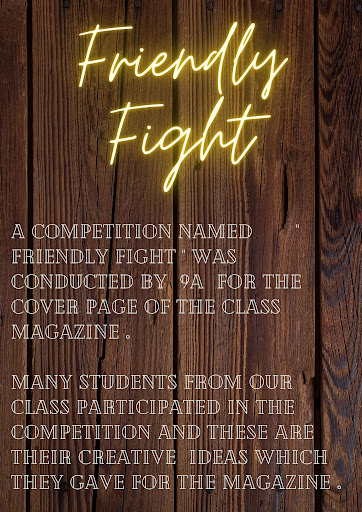 Friendly
Fight
A COMPETITION NAMED "
FRIENDLY FIGHT " WAS
CONDUCTED BY 9A FOR THE
COVER PAGE OF THE CLASS
MAGAZINE .
MANY STUDENTS FROM OUR
CLASS PARTICIPATED IN THE
COMPETITION AND THESE ARE
THEIR CREATIVE IDEAS WHICH
THEY GAVE FOR THE MAGAZINE .